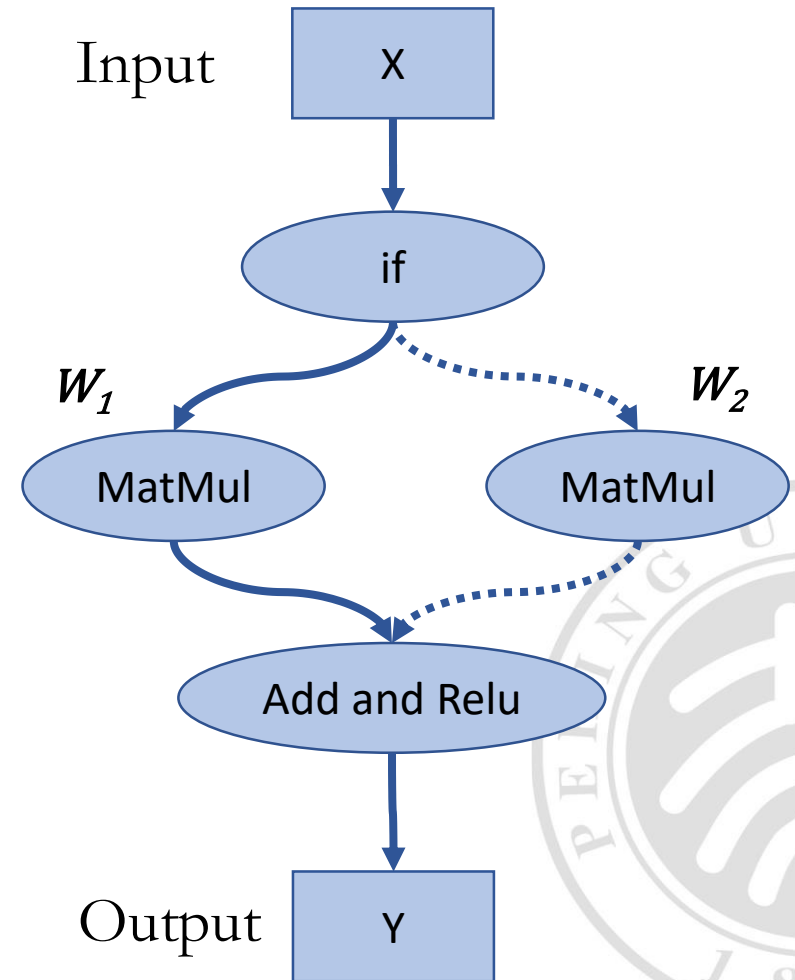 Input
X
if
W₁
W₂
MatMul
MatMul
Add and Relu
Output
Y